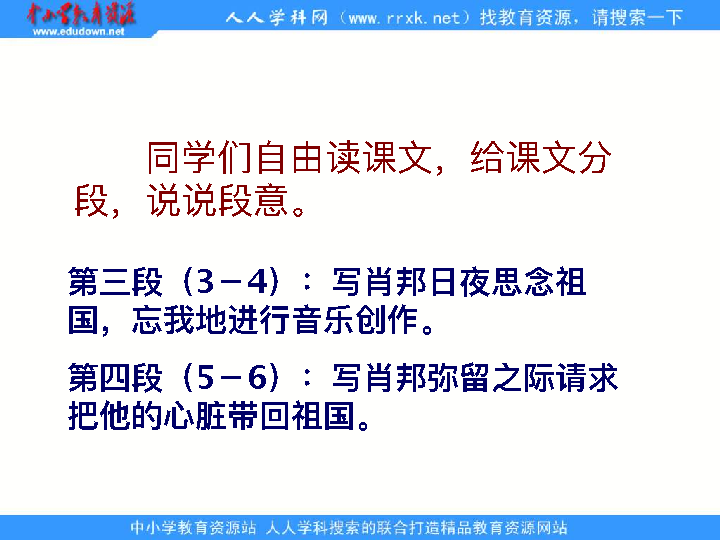 中小学教育资源
www.edudown.net
人人学科网（www.rrxk.net）找教育资源，请搜索一下
同学们自由读课文，给课文分
段，说说段意。
第三段（3－4）：写肖邦日夜思念祖
国，忘我地进行音乐创作。
第四段（5－6）：写肖邦弥留之际请求
把他的心脏带回祖国。
中小学教育资源站 人人学科搜索的联合打造精品教育资源网站